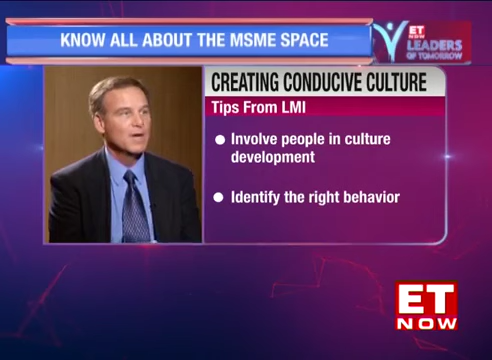 KNOW ALL ABOUT THE MSME SPACE
ET
NOW
LEADERS
OF TOMORROW
CREATING CONDUCIVE CULTURE
Tips From LMI
Involve people in culture
development
Identify the right behavior
ET
NOW